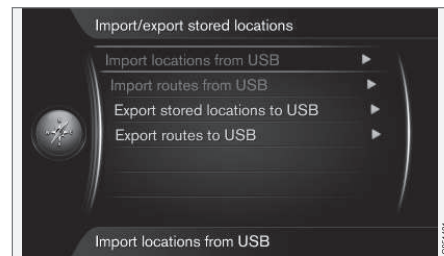 Import/export stored locations
Import locations from USB
Import routes from USB
Export stored locations to USB
Export routes to USB
Import locations from USB